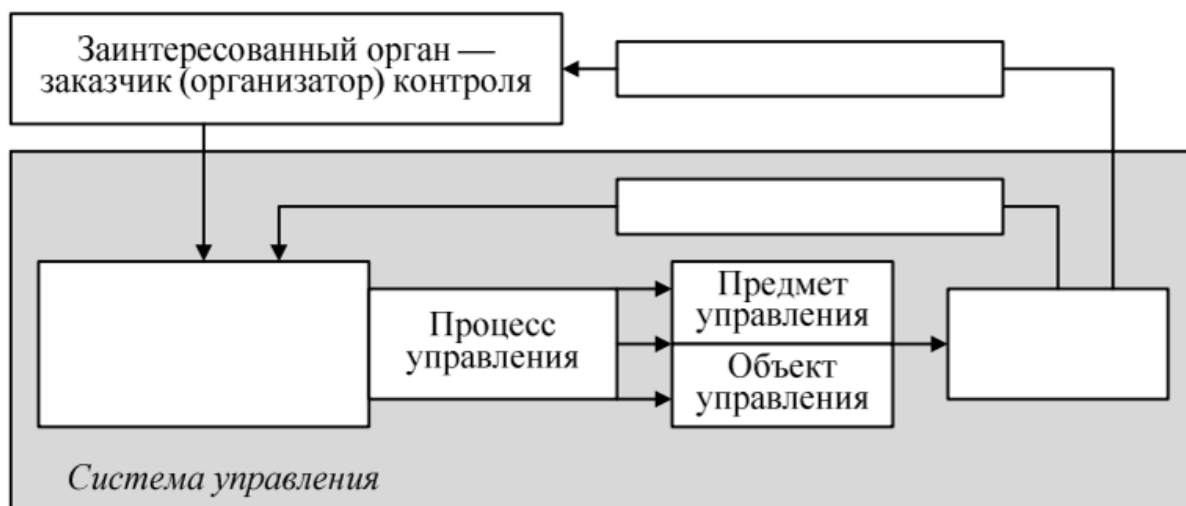 Заинтересованный орган —
заказчик (организатор) контроля
Процесс
управления
Предмет
управления
Объект
управления
Система управления